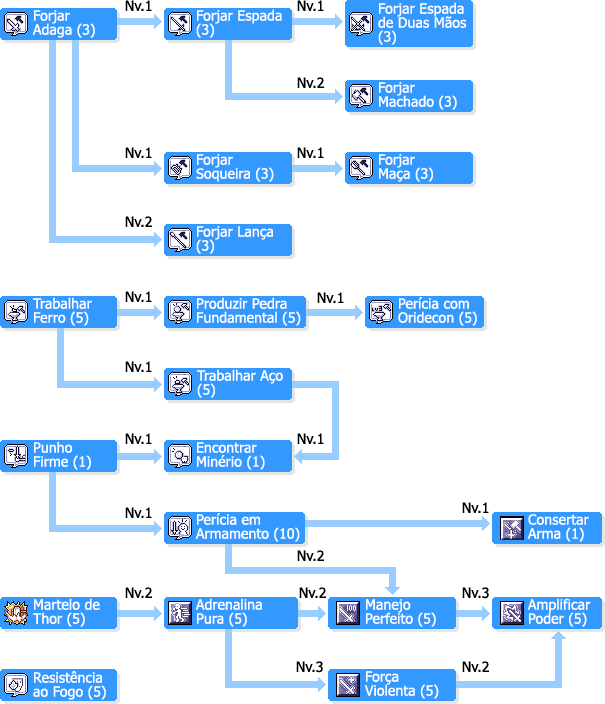 Nv.1
Nv.1
Forjar
Adaga (3)
Forjar Espada
(3)
Forjar Espada
de Duas Mãos
(3)
Nv.2
Forjar
Machado (3)
Nv.1
Nv.1
Forjar
Soqueira (3)
Forjar
Maça (3)
Nv.2
Forjar Lança
(3)
Nv.1
Nv.1
Trabalhar
Ferro (5)
Produzir Pedra
Fundamental (5)
Perícia com
Oridecon (5)
Nv.1
Trabalhar Aço
(5)
Nv.1
Nv.1
Punho
Firme (1)
Encontrar
Minério (1)
Nv.1
Nv.1
Perícia em
Armamento (10)
Consertar
Arma (1)
Nv.2
Nv.2
Nv.2
Nv.3
Martelo de
Thor (5)
Adrenalina
Pura (5)
Manejo
Perfeito (5)
Amplificar
Poder (5)
Nv.3
Nv.2
Resistência
ao Fogo (5)
Força
Violenta (5)